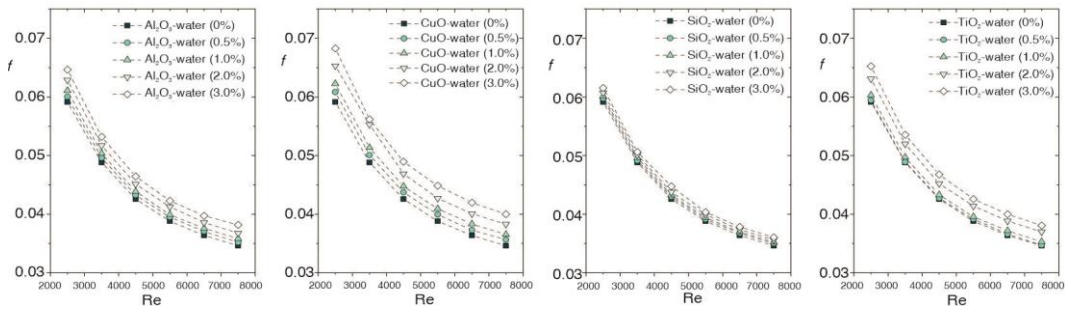 0.07
f
0.06
0.05
0.04
0.03
2000 3000 4000 5000 6000 7000 8000
Re
Al₂O₃-water (0%)
Al₂O₃-water (0.5%)
Al₂O₃-water (1.0%)
Al₂O₃-water (2.0%)
Al₂O₃-water (3.0%)
0.07
f
0.06
0.05
0.04
0.03
2000 3000 4000 5000 6000 7000 8000
Re
CuO-water (0%)
CuO-water (0.5%)
CuO-water (1.0%)
CuO-water (2.0%)
CuO-water (3.0%)
0.07
f
0.06
0.05
0.04
0.03
2000 3000 4000 5000 6000 7000 8000
Re
SiO₂-water (0%)
SiO₂-water (0.5%)
SiO₂-water (1.0%)
SiO₂-water (2.0%)
SiO₂-water (3.0%)
0.07
f
0.06
0.05
0.04
0.03
2000 3000 4000 5000 6000 7000 8000
Re
TiO₂-water (0%)
TiO₂-water (0.5%)
TiO₂-water (1.0%)
TiO₂-water (2.0%)
TiO₂-water (3.0%)